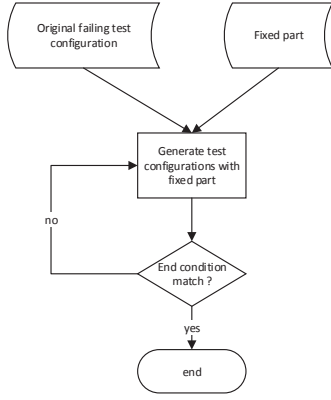 Original failing test
configuration
Fixed part
Generate test
configurations with
fixed part
no
End condition
match ?
yes
end